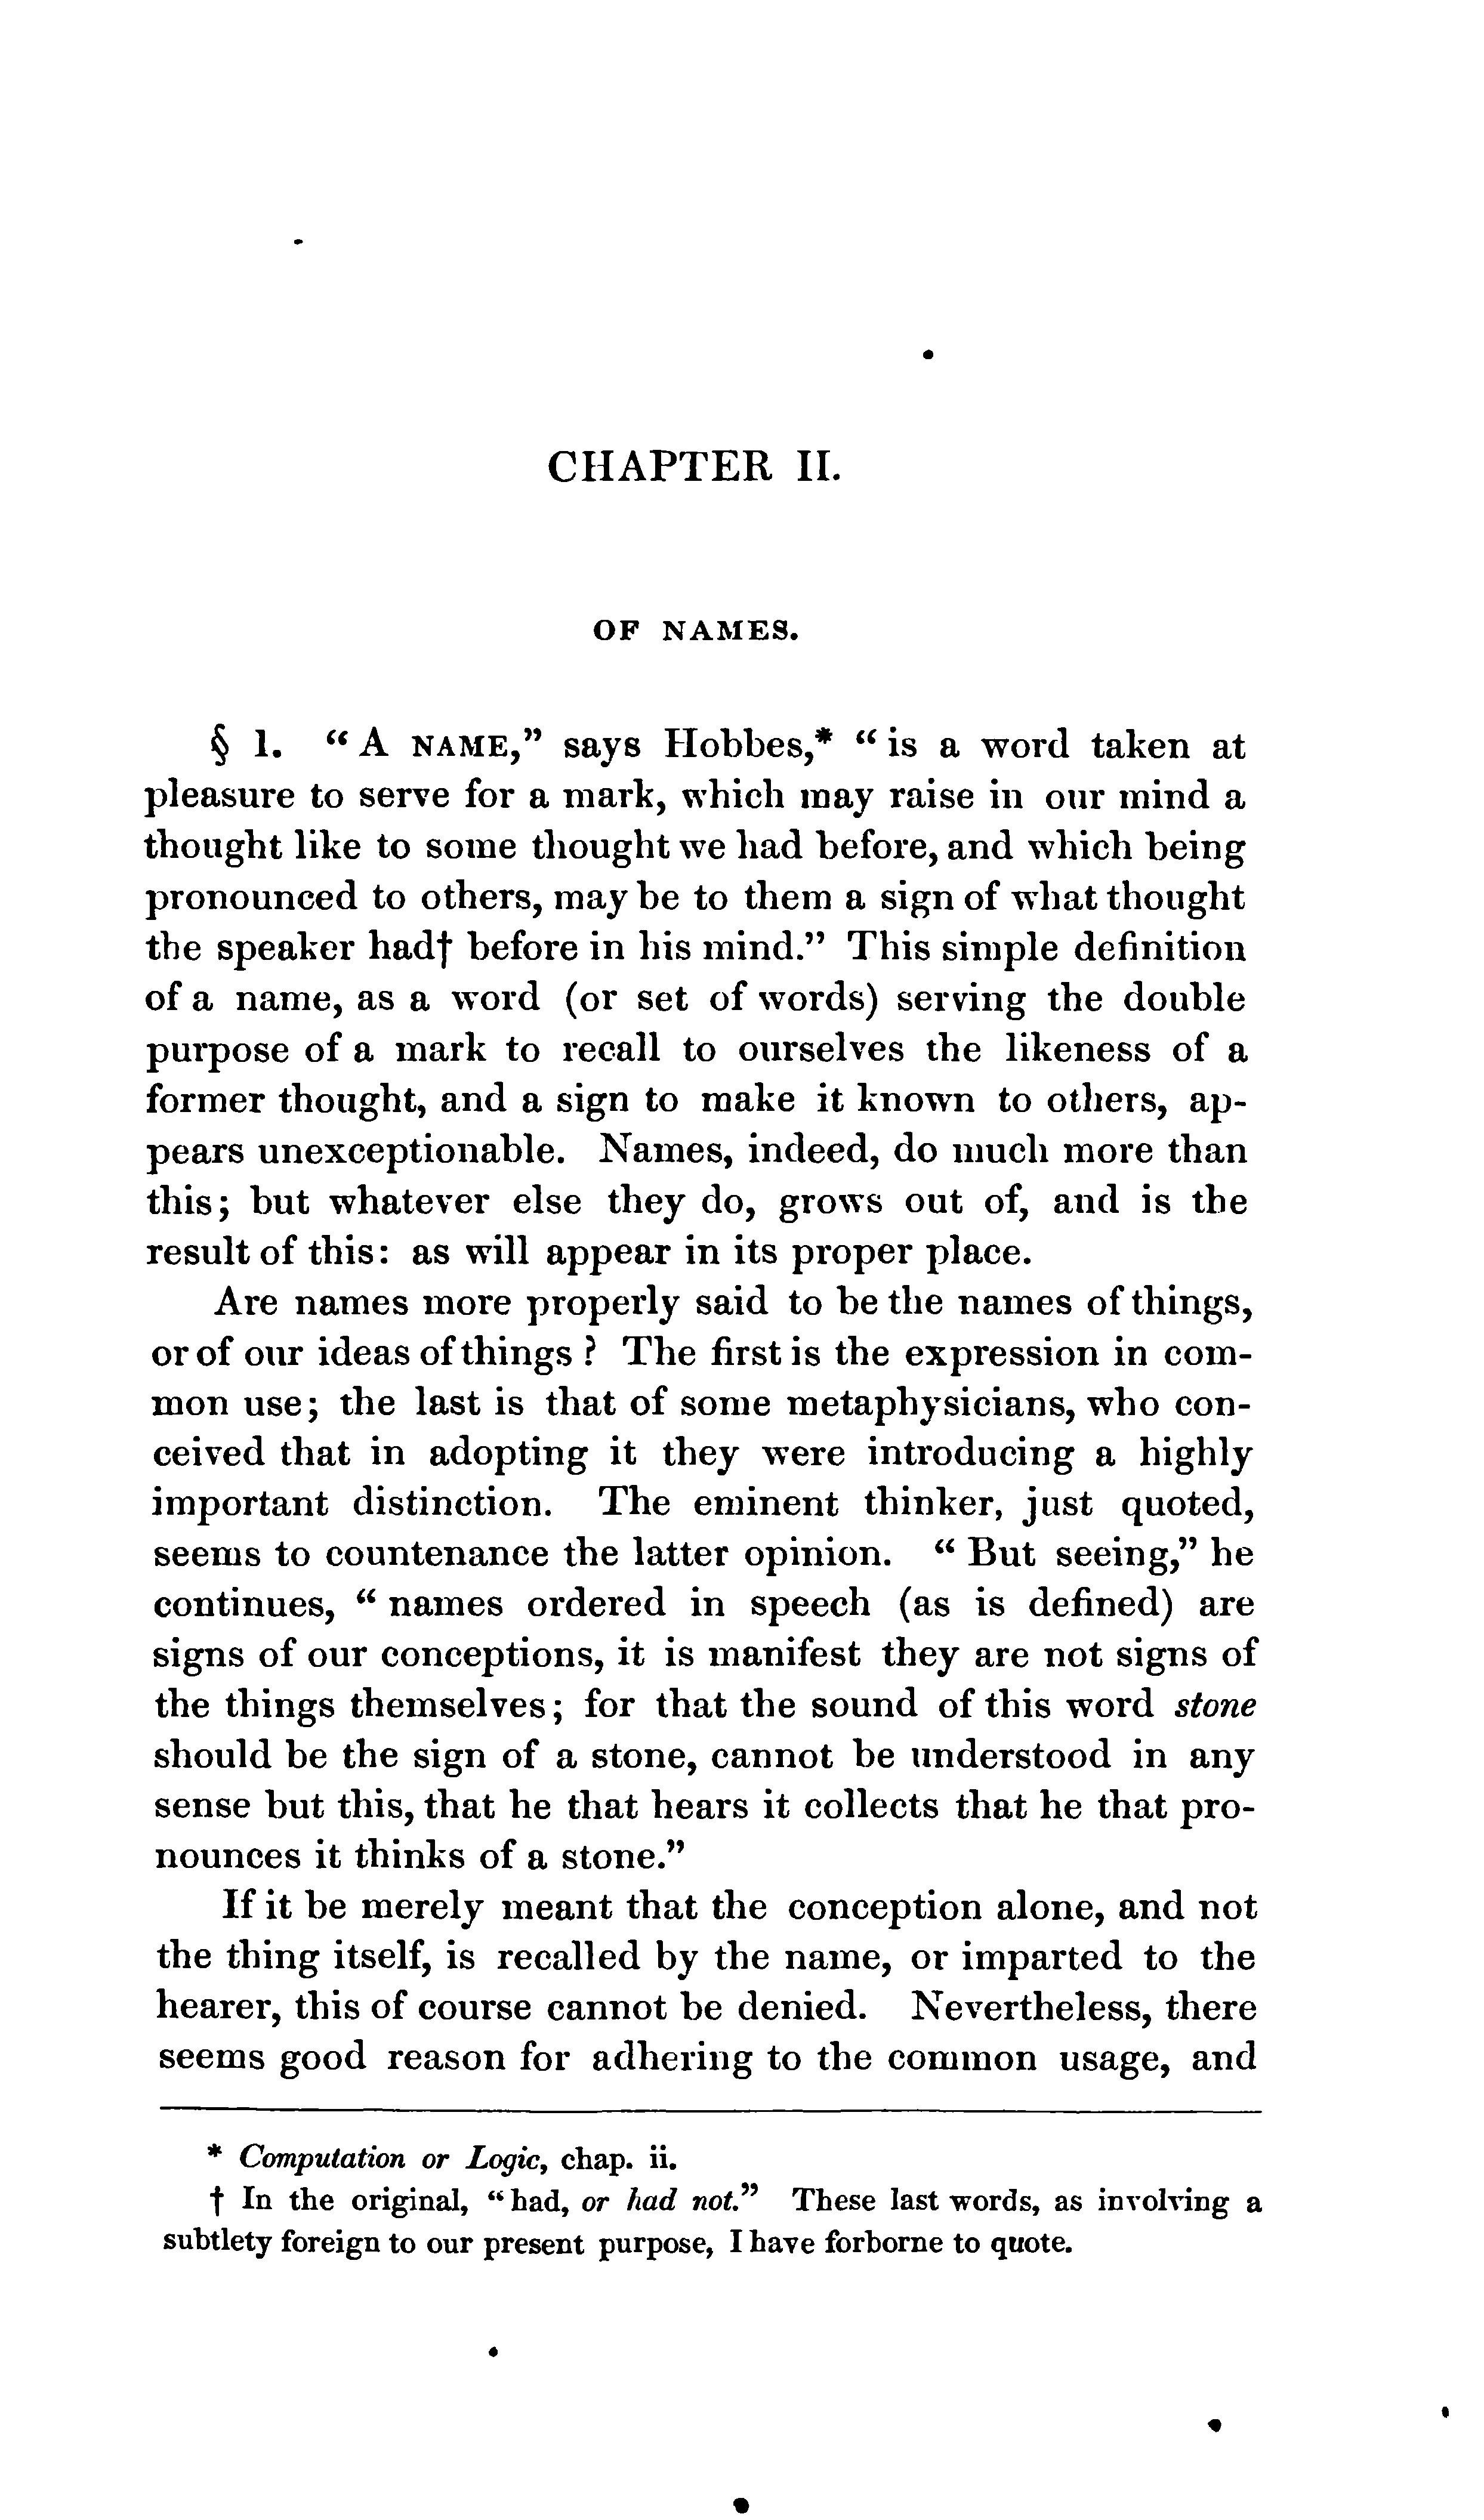 CHAPTER II.
OF NAMES.
§ 1. “A NAME,” says Hobbes,* “is a word taken at
pleasure to serve for a mark, which may raise in our mind a
thought like to some thought we had before, and which being
pronounced to others, may be to them a sign of what thought
the speaker had† before in his mind.” This simple definition
of a name, as a word (or set of words) serving the double
purpose of a mark to recall to ourselves the likeness of a
former thought, and a sign to make it known to others, ap-
pears unexceptionable. Names, indeed, do much more than
this; but whatever else they do, grows out of, and is the
result of this: as will appear in its proper place.
Are names more properly said to be the names of things,
or of our ideas of things? The first is the expression in com-
mon use; the last is that of some metaphysicians, who con-
ceived that in adopting it they were introducing a highly
important distinction. The eminent thinker, just quoted,
seems to countenance the latter opinion. “But seeing,” he
continues, “names ordered in speech (as is defined) are
signs of our conceptions, it is manifest they are not signs of
the things themselves; for that the sound of this word stone
should be the sign of a stone, cannot be understood in any
sense but this, that he that hears it collects that he that pro-
nounces it thinks of a stone.”
If it be merely meant that the conception alone, and not
the thing itself, is recalled by the name, or imparted to the
hearer, this of course cannot be denied. Nevertheless, there
seems good reason for adhering to the common usage, and
* Computation or Logic, chap. ii.
† In the original, “had, or had not.” These last words, as involving a
subtlety foreign to our present purpose, I have forborne to quote.